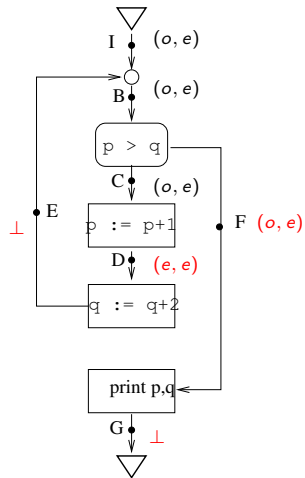 I (o, e)
B (o, e)
p > q
C (o, e)
E
⊥
p := p+1
F (o, e)
D (e, e)
q := q+2
print p,q
G ⊥